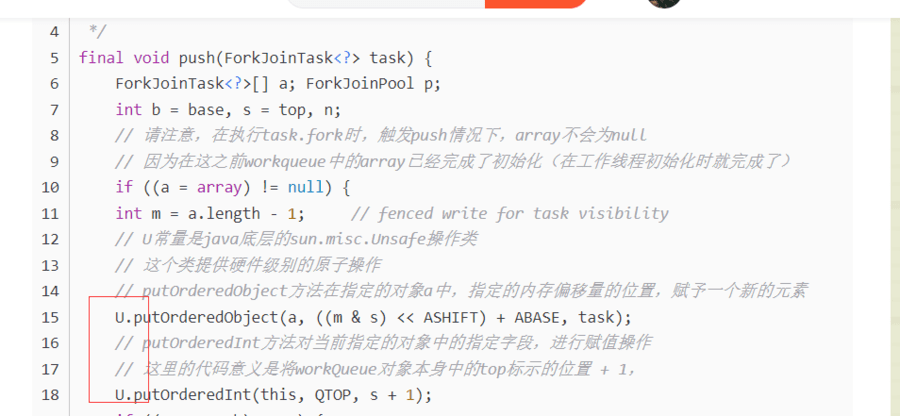 4 */
5 final void push(ForkJoinTask<?> task) {
6 ForkJoinTask<?>[] a; ForkJoinPool p;
7 int b = base, s = top, n;
8 // 请注意，在执行task.fork时，触发push情况下，array不会为null
9 // 因为在这之前workqueue中的array已经完成了初始化（在工作线程初始化时就完成了）
10 if ((a = array) != null) {
11 int m = a.length - 1; // fenced write for task visibility
12 // U常量是java底层的sun.misc.Unsafe操作类
13 // 这个类提供硬件级别的原子操作
14 // putOrderedObject方法在指定的对象a中，指定的内存偏移量的位置，赋予一个新的元素
15 U.putOrderedObject(a, ((m & s) << ASHIFT) + ABASE, task);
16 // putOrderedInt方法对当前指定的对象中的指定字段，进行赋值操作
17 // 这里的代码意义是将workQueue对象本身中的top标示的位置 + 1，
18 U.putOrderedInt(this, QTOP, s + 1);